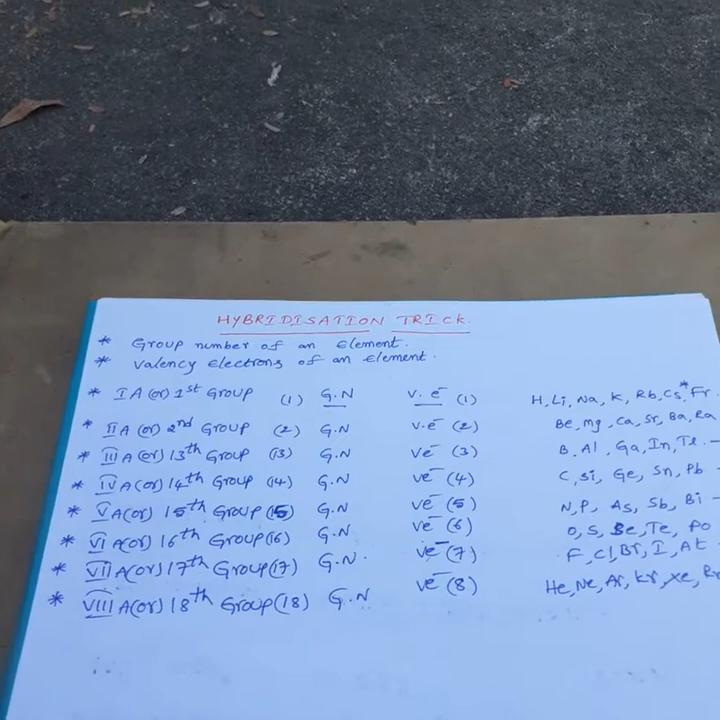 HYBRIDISATION TRICK.
* Group number of an Element.
* Valency Electrons of an Element.
* IA (or) 1st Group (1) G.N V.e⁻ (1) H, Li, Na, K, Rb, Cs,* Fr
* IIA (or) 2nd Group (2) G.N V.e⁻ (2) Be, Mg, Ca, Sr, Ba, Ra
* IIIA (or) 13th Group (13) G.N Ve⁻ (3) B, Al, Ga, In, Tl
* IVA (or) 14th Group (14) G.N Ve⁻ (4) C, Si, Ge, Sn, Pb
* VA (or) 15th Group (15) G.N Ve⁻ (5) N, P, As, Sb, Bi
* VI A(or) 16th Group (16) G.N Ve⁻ (6) O, S, Se, Te, Po
* VII A(or) 17th Group (17) G.N. Ve⁻ (7) F, Cl, Br, I, At
* VIII A(or) 18th Group (18) G.N Ve⁻ (8) He, Ne, Ar, Kr, Xe, Rn